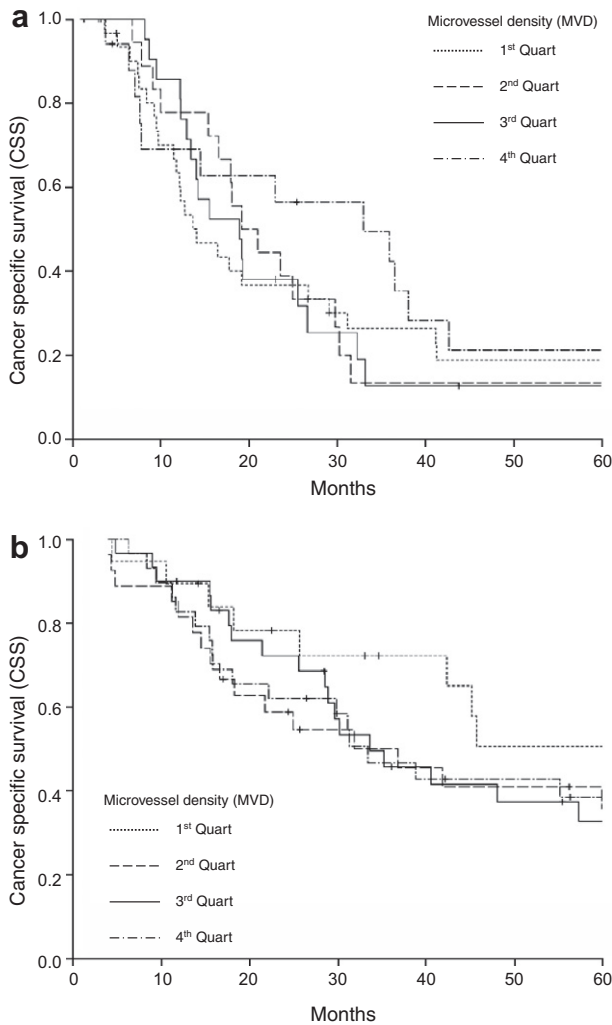 a
Microvessel density (MVD)
1st Quart
2nd Quart
3rd Quart
4th Quart
Cancer specific survival (CSS)
1.0
0.8
0.6
0.4
0.2
0.0
0 10 20 30 40 50 60
Months
b
Cancer specific survival (CSS)
1.0
0.8
0.6
0.4
0.2
0.0
Microvessel density (MVD)
1st Quart
2nd Quart
3rd Quart
4th Quart
0 10 20 30 40 50 60
Months